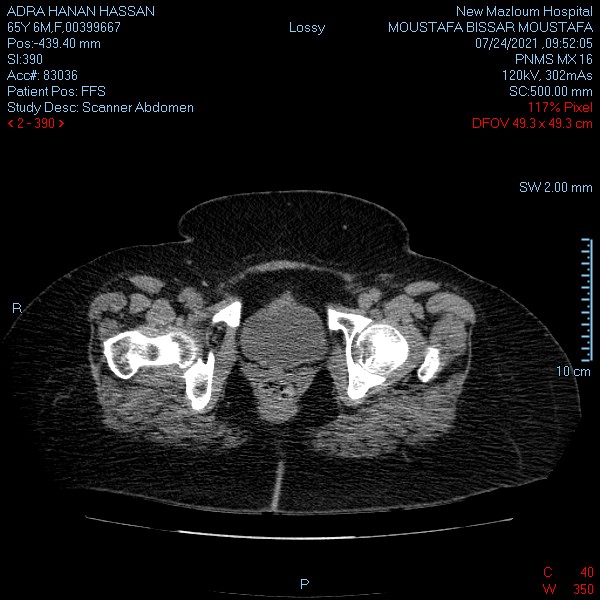 ADRA HANAN HASSAN
65Y 6M,F,00399667
Pos:-439.40 mm
SI:390
Acc#: 83036
Patient Pos: FFS
Study Desc: Scanner Abdomen
< 2 - 390 >
Lossy
New Mazloum Hospital
MOUSTAFA BISSAR MOUSTAFA
07/24/2021 ,09:52:05
PNMS MX 16
120kV, 302mAs
SC:500.00 mm
117% Pixel
DFOV 49.3 x 49.3 cm
SW 2.00 mm
R
10 cm
P
C 40
W 350